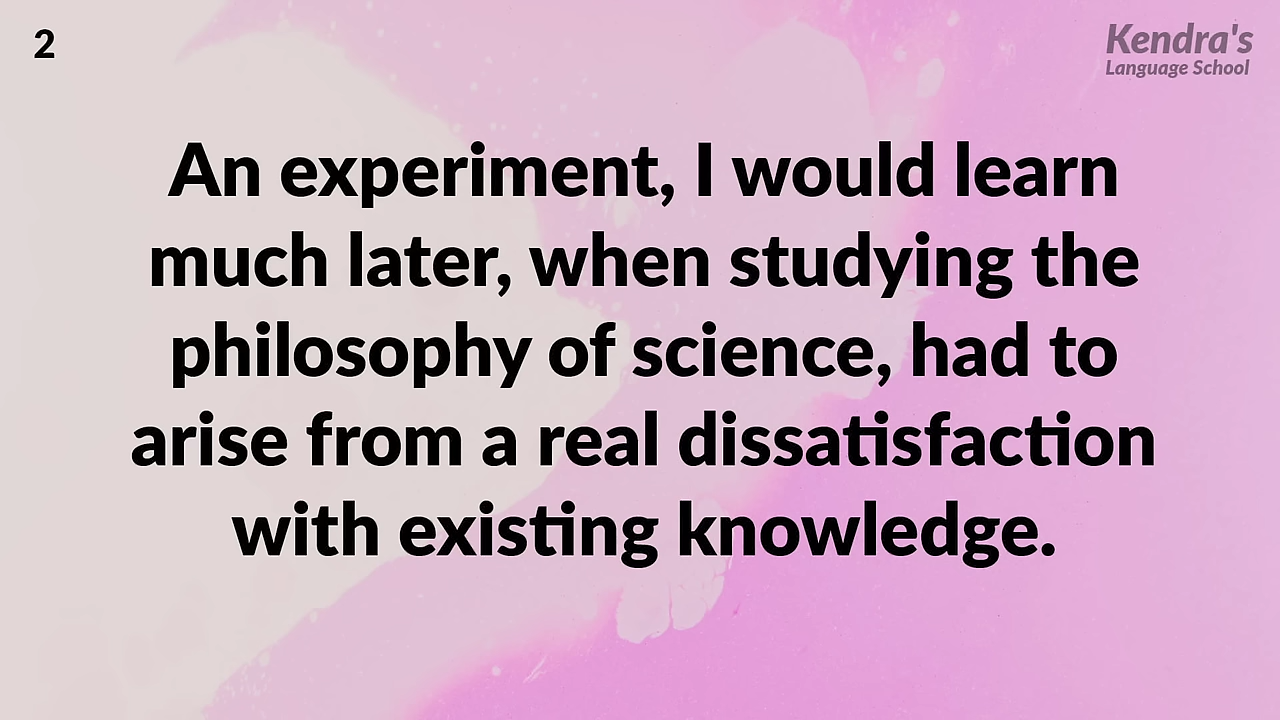 2
Kendra's
Language School
An experiment, I would learn
much later, when studying the
philosophy of science, had to
arise from a real dissatisfaction
with existing knowledge.